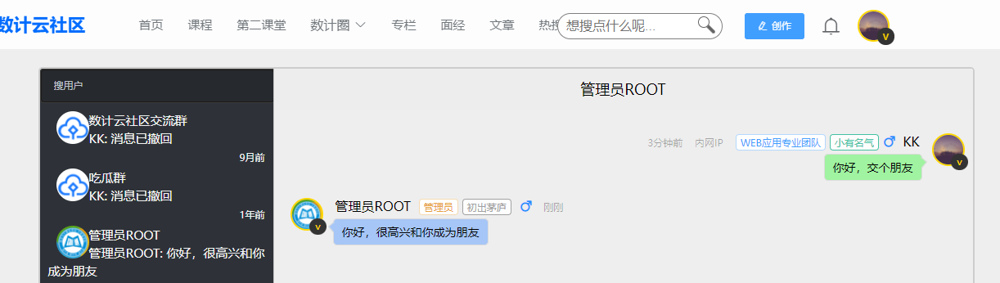 数计云社区
首页 课程 第二课堂 数计圈 专栏 面经 文章 热搜 想搜点什么呢... 创作
搜用户
管理员ROOT
数计云社区交流群
KK: 消息已撤回
9月前
吃瓜群
KK: 消息已撤回
1年前
管理员ROOT
管理员ROOT: 你好，很高兴和你
成为朋友
3分钟前 内网IP WEB应用专业团队 小有名气 KK
你好，交个朋友
管理员ROOT 管理员 初出茅庐 刚刚
你好，很高兴和你成为朋友